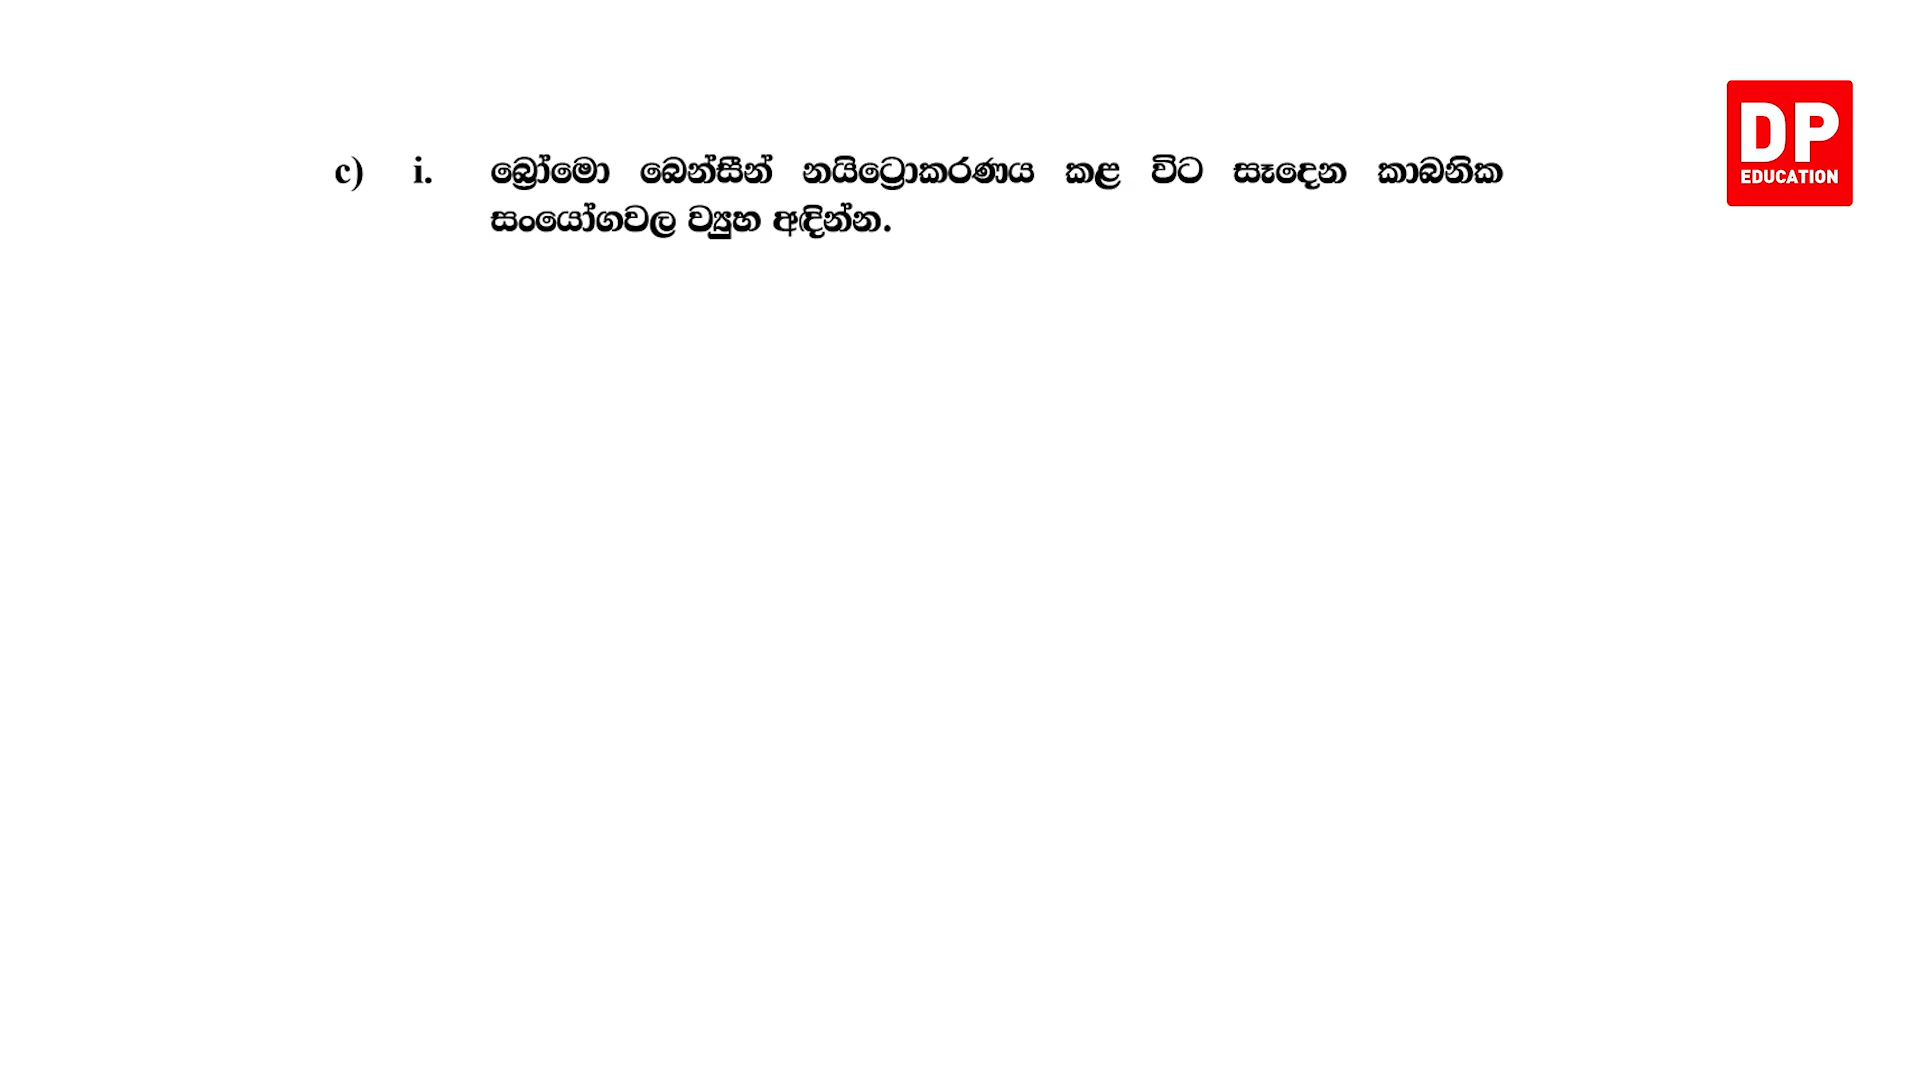 c) i. බ්‍රෝමො බෙන්සීන් නයිට්‍රොකරණය කළ විට සෑදෙන කාබනික
සංයෝගවල ව්‍යුහ අඳින්න.
DP
EDUCATION